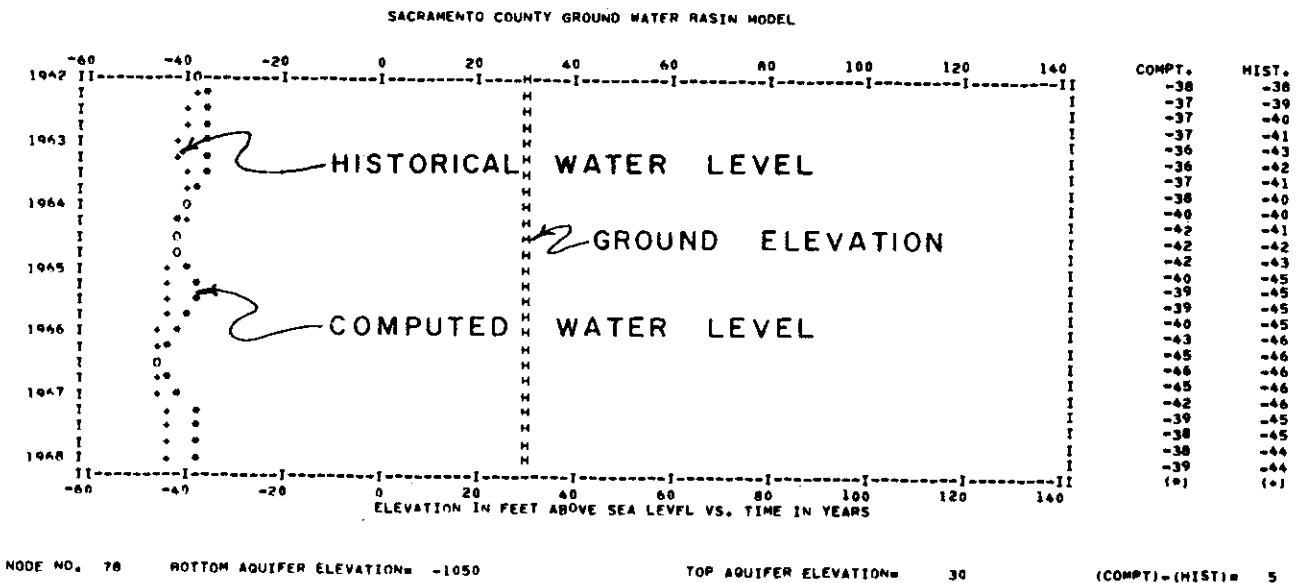 SACRAMENTO COUNTY GROUND WATER RASIN MODEL
-60 -40 -20 0 20 40 60 80 100 120 140 COMPT. HIST.
1962 -38 -38
-37 -39
-37 -40
-37 -41
1963 -36 -43
HISTORICAL WATER LEVEL -36 -42
-37 -41
-38 -40
1964 -40 -40
-42 -41
GROUND ELEVATION -42 -42
-42 -43
1965 -40 -45
-39 -45
-39 -45
COMPUTED WATER LEVEL -40 -45
1966 -43 -46
-45 -46
-46 -46
-45 -46
1967 -42 -46
-39 -45
-38 -45
-38 -44
1968 -39 -44
-60 -40 -20 0 20 40 60 80 100 120 140 (*) (+)
ELEVATION IN FEET ABOVE SEA LEVEL VS. TIME IN YEARS
NODE NO. 78 BOTTOM AQUIFER ELEVATION= -1050 TOP AQUIFER ELEVATION= 30 (COMPT)-(HIST)= 5